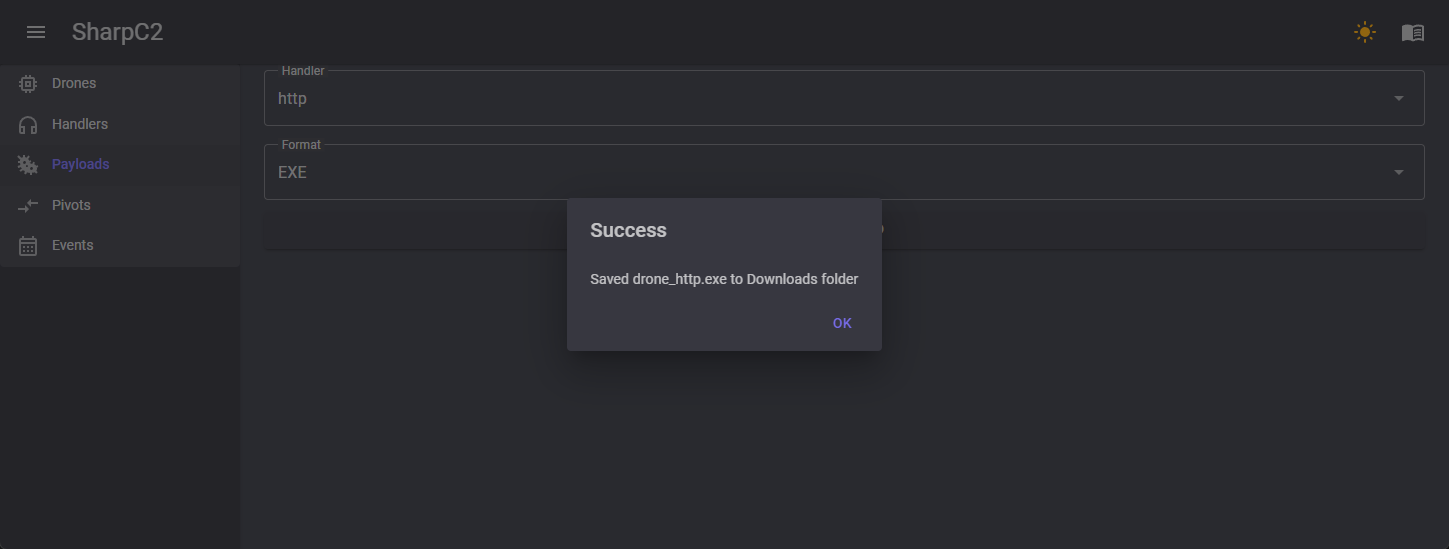 SharpC2
Drones
Handlers
Payloads
Pivots
Events
Handler
http
Format
EXE
Success
Saved drone_http.exe to Downloads folder
OK